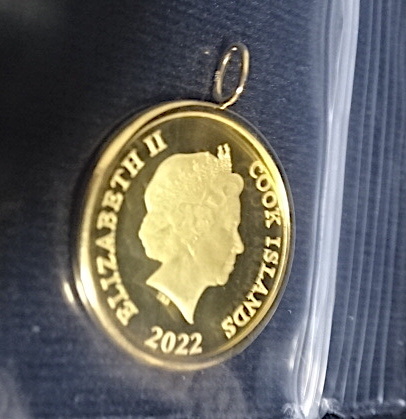 ELIZABETH II
COOK ISLANDS
2022